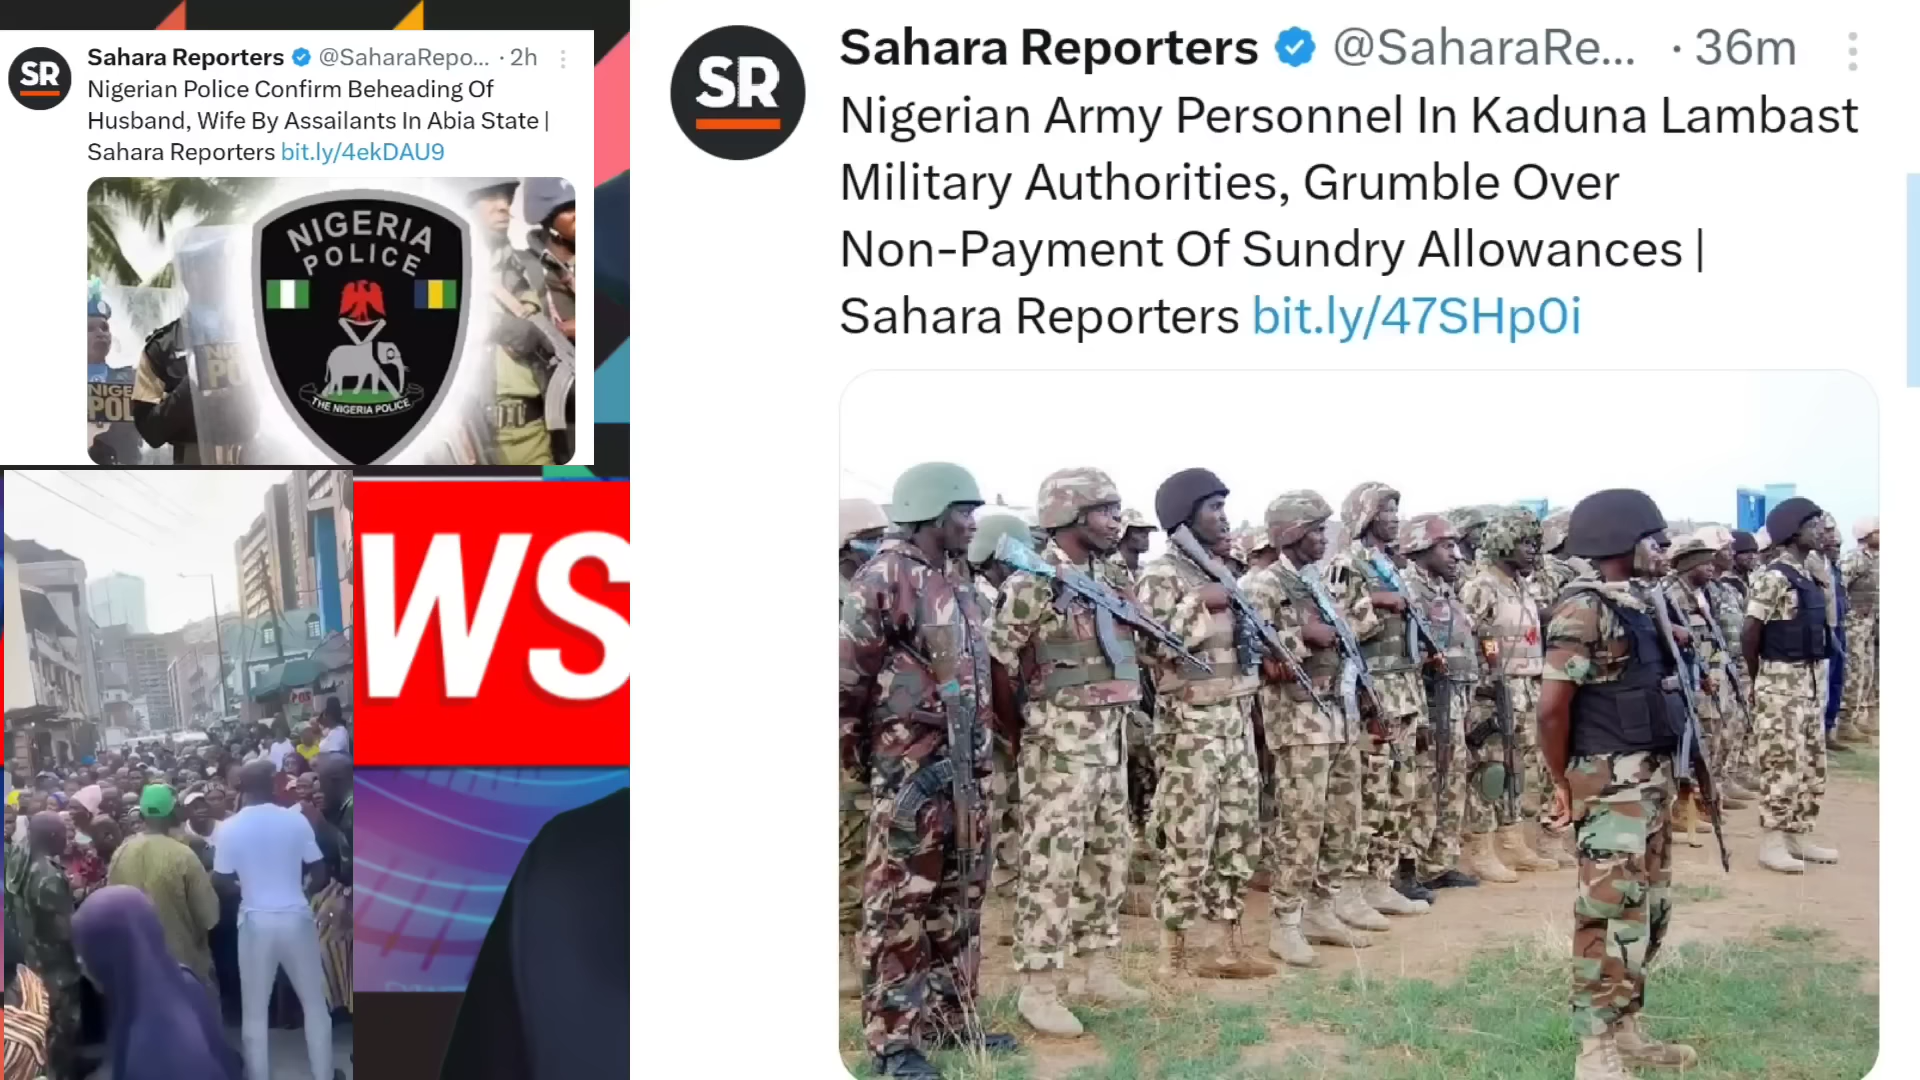 SR
Sahara Reporters @SaharaRepo... · 2h
Nigerian Police Confirm Beheading Of
Husband, Wife By Assailants In Abia State |
Sahara Reporters bit.ly/4ekDAU9
NIGERIA
POLICE
THE NIGERIA POLICE
NIGE
POL
WS
SR
Sahara Reporters @SaharaRe... · 36m
Nigerian Army Personnel In Kaduna Lambast
Military Authorities, Grumble Over
Non-Payment Of Sundry Allowances |
Sahara Reporters bit.ly/47SHp0i